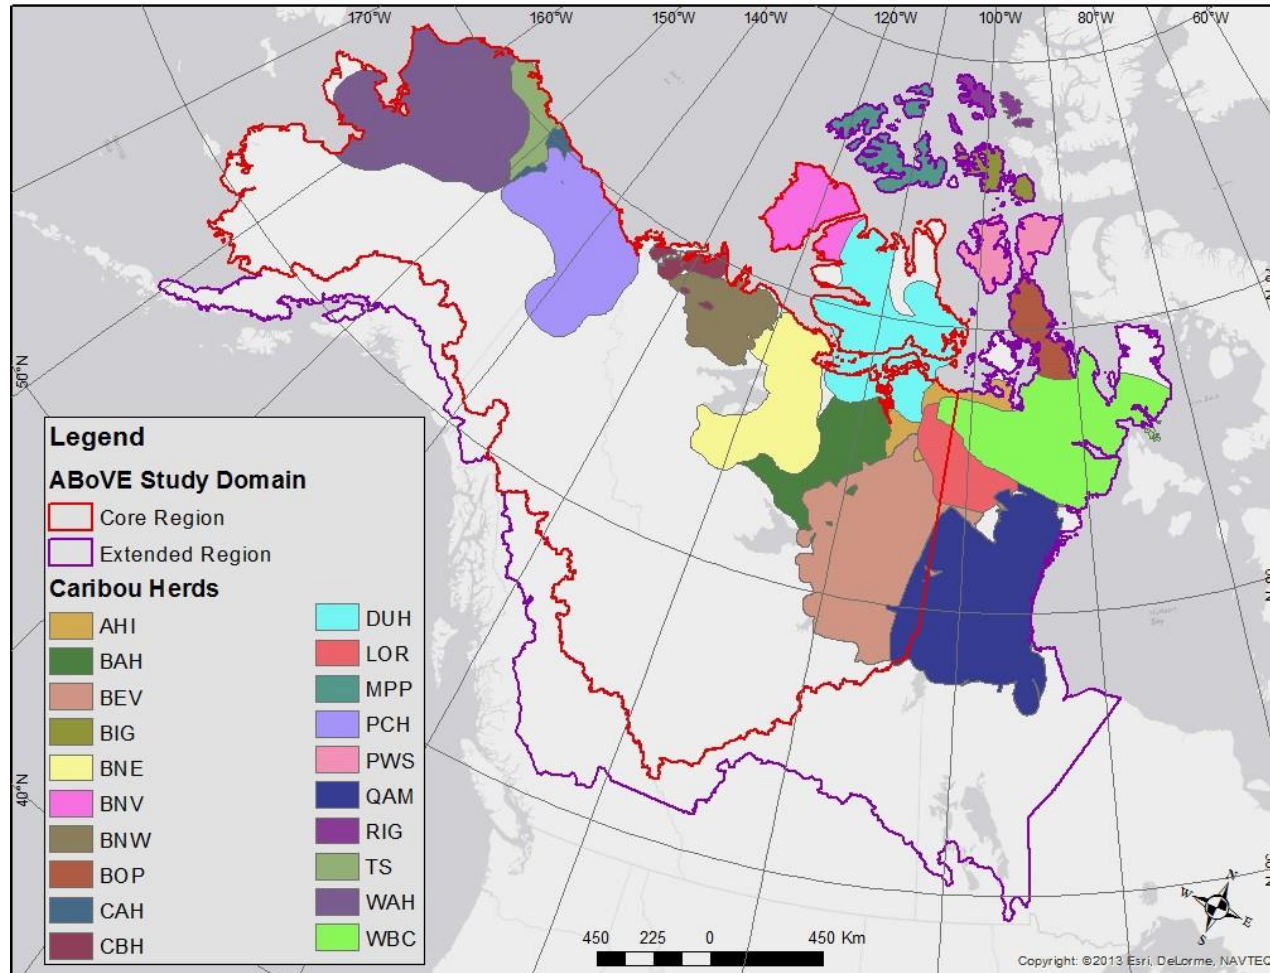 170°W 160°W 150°W 140°W 120°W 100°W 80°W 60°W
50°N
40°N
Legend
ABoVE Study Domain
Core Region
Extended Region
Caribou Herds
AHI
BAH
BEV
BIG
BNE
BNV
BNW
BOP
CAH
CBH
DUH
LOR
MPP
PCH
PWS
QAM
RIG
TS
WAH
WBC
Hudson
Bay
N
W
E
S
450 225 0 450 Km
Copyright: ©2013 Esri, DeLorme, NAVTEQ